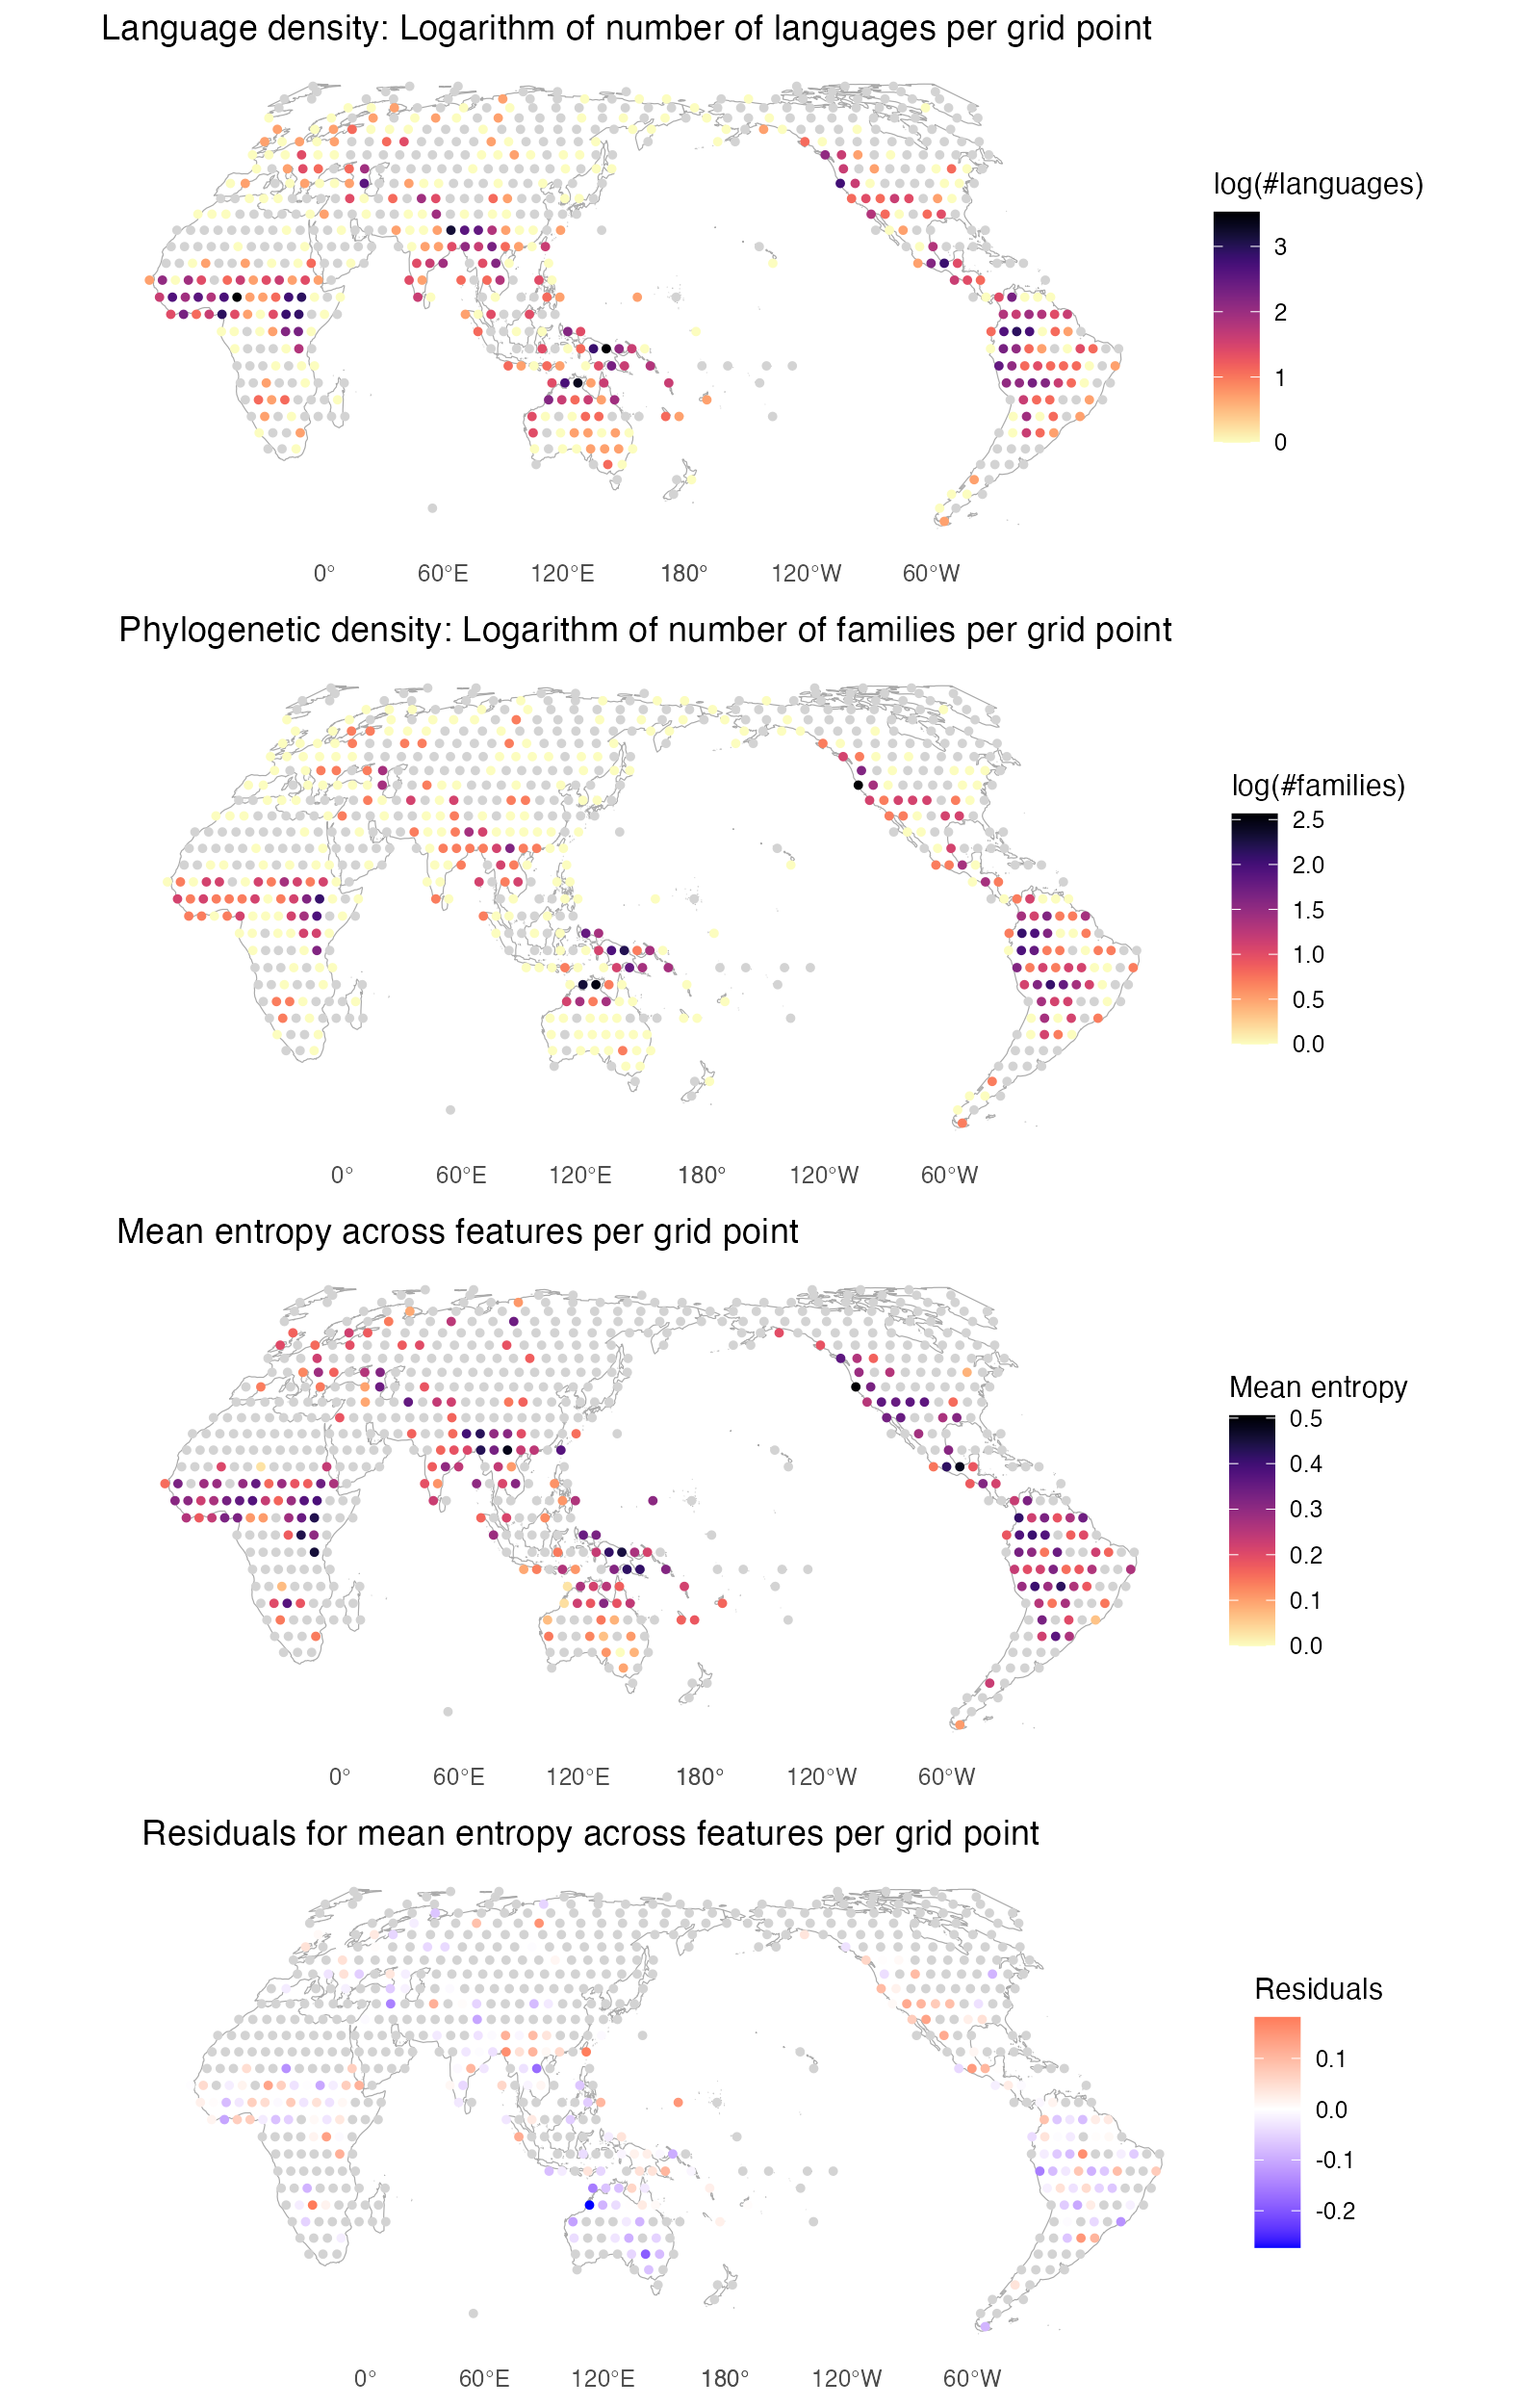 Language density: Logarithm of number of languages per grid point
log(#languages)
3
2
1
0
0° 60°E 120°E 180° 120°W 60°W
Phylogenetic density: Logarithm of number of families per grid point
log(#families)
2.5
2.0
1.5
1.0
0.5
0.0
0° 60°E 120°E 180° 120°W 60°W
Mean entropy across features per grid point
Mean entropy
0.5
0.4
0.3
0.2
0.1
0.0
0° 60°E 120°E 180° 120°W 60°W
Residuals for mean entropy across features per grid point
Residuals
0.1
0.0
-0.1
-0.2
0° 60°E 120°E 180° 120°W 60°W